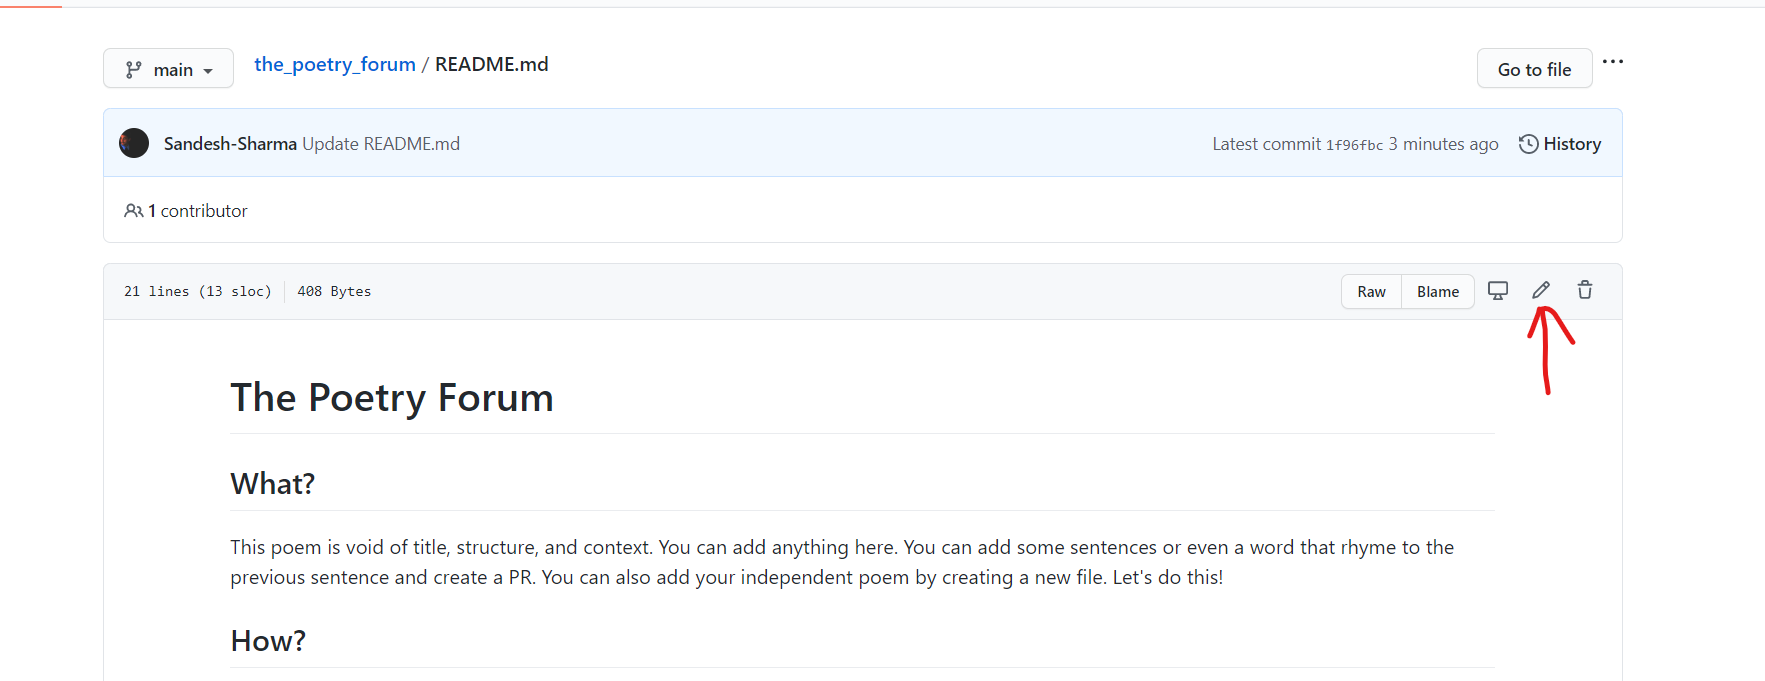 main
the_poetry_forum / README.md
Go to file
Sandesh-Sharma Update README.md
Latest commit 1f96fbc 3 minutes ago
History
1 contributor
21 lines (13 sloc)
408 Bytes
Raw
Blame
The Poetry Forum
What?
This poem is void of title, structure, and context. You can add anything here. You can add some sentences or even a word that rhyme to the
previous sentence and create a PR. You can also add your independent poem by creating a new file. Let's do this!
How?